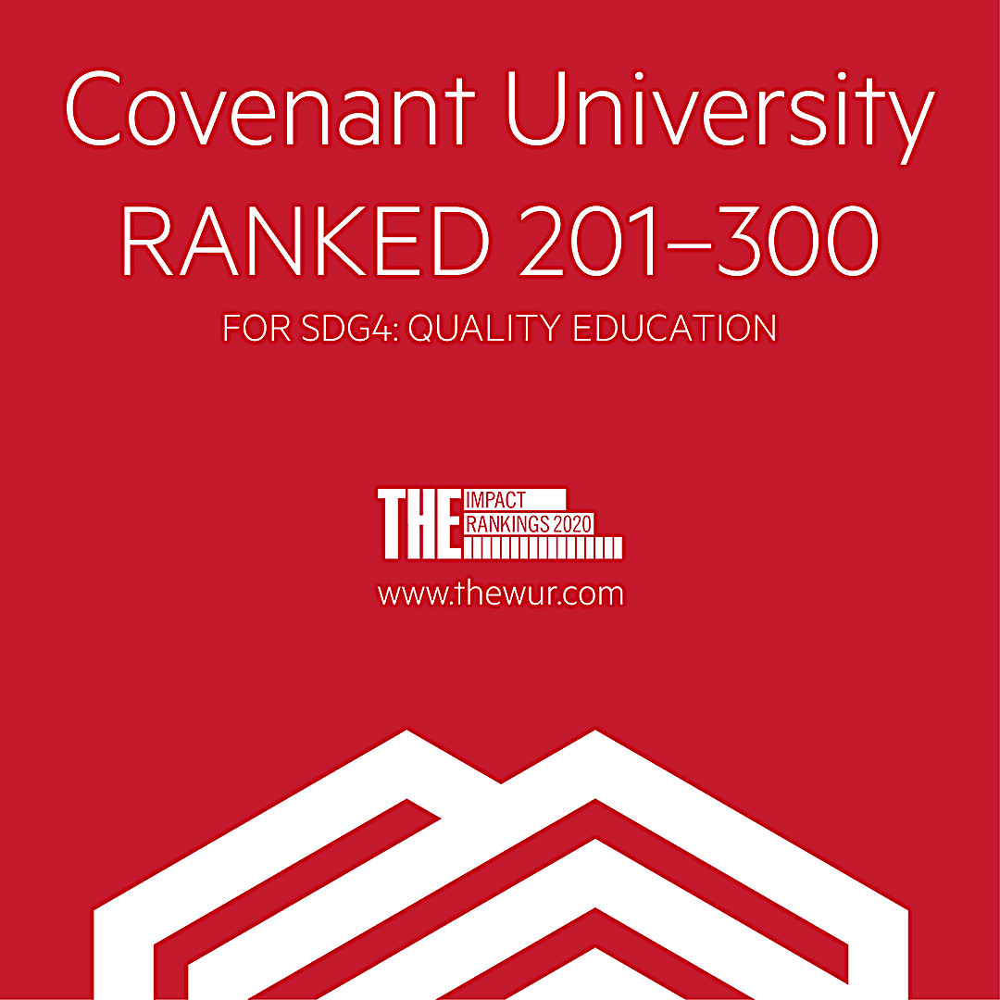 Covenant University
RANKED 201–300
FOR SDG4: QUALITY EDUCATION
THE IMPACT
RANKINGS 2020
www.thewur.com